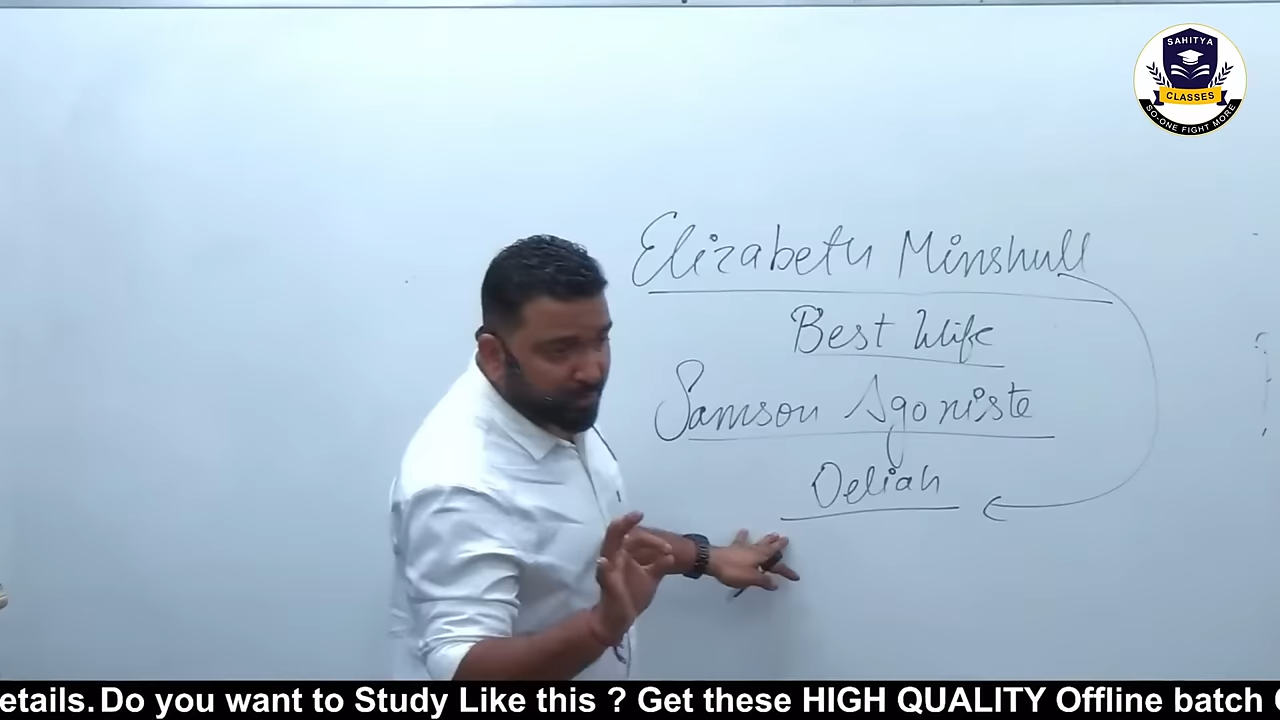 SAHITYA
CLASSES
SO-ONE FIGHT MORE
Elizabeth Minshull
Best Wife
Samson Agoniste
Deliah
etails. Do you want to Study Like this ? Get these HIGH QUALITY Offline batch